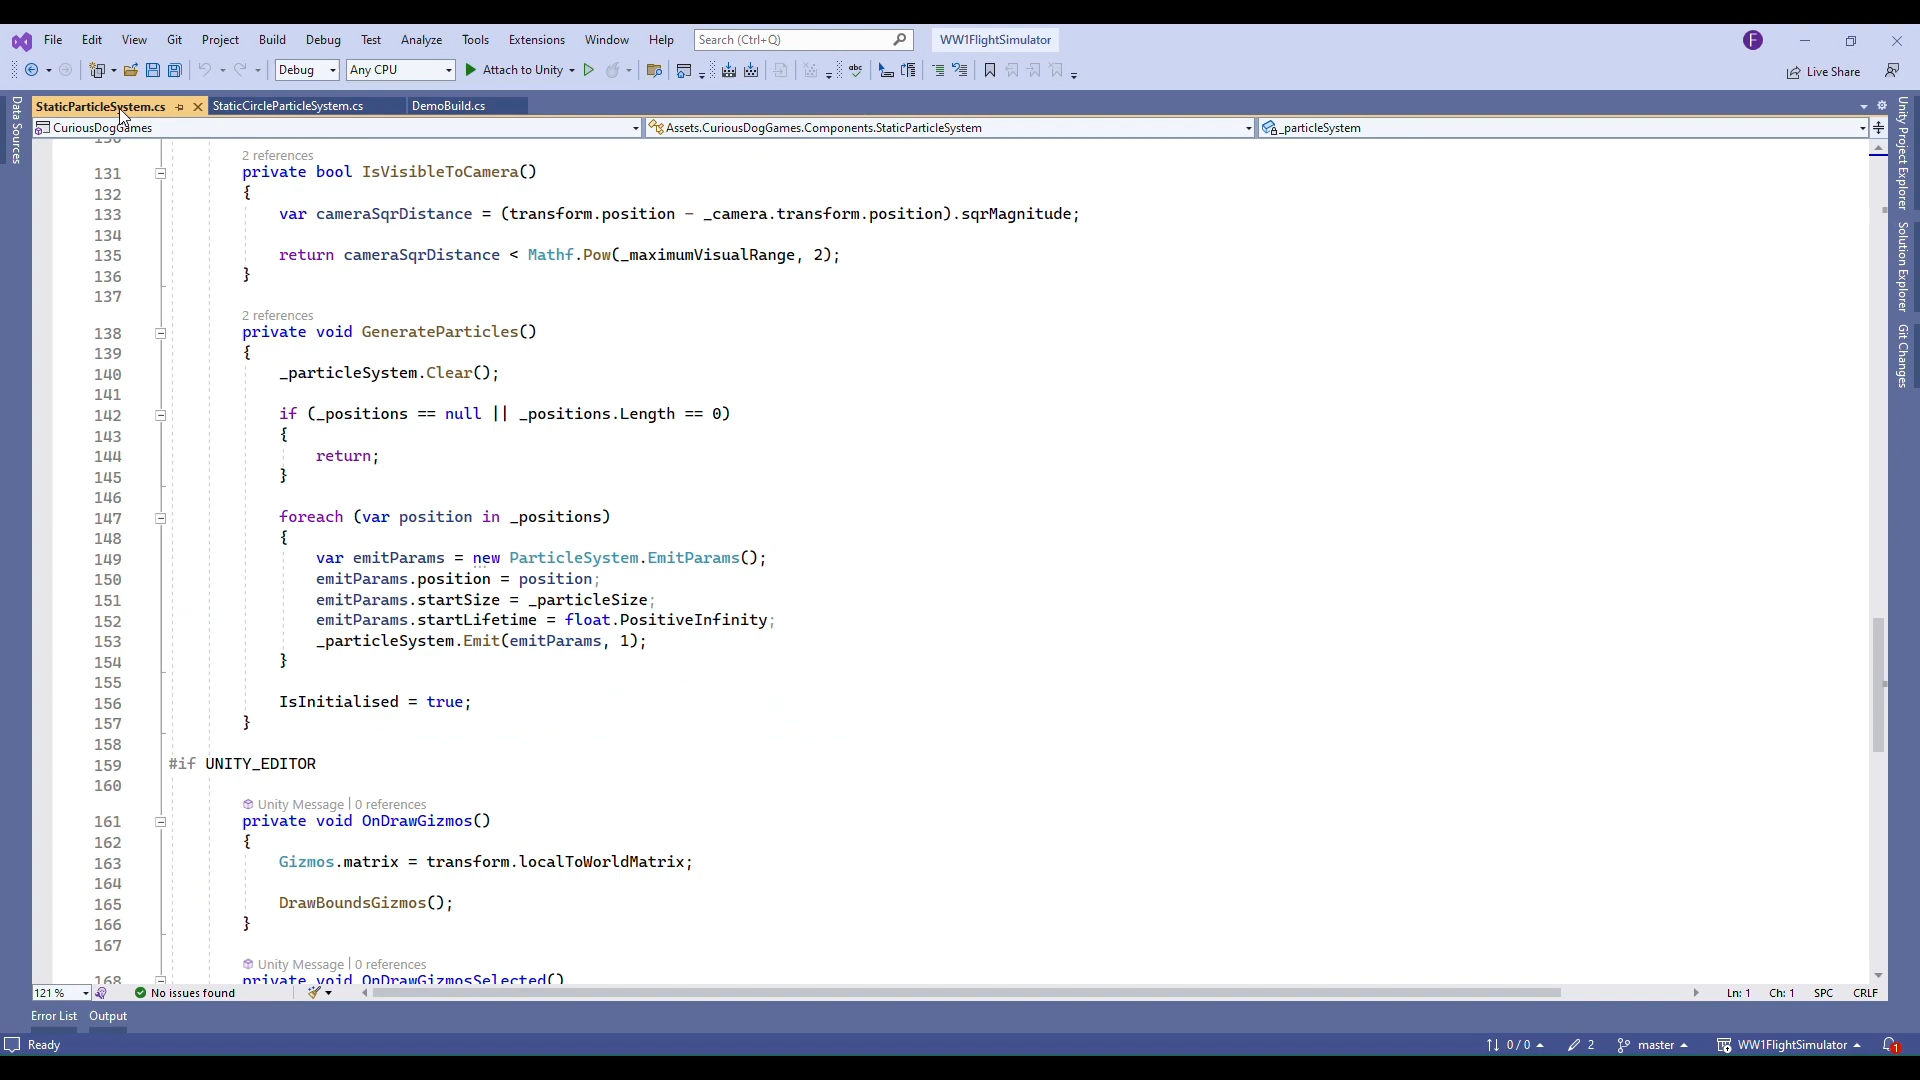 File Edit View Git Project Build Debug Test Analyze Tools Extensions Window Help Search (Ctrl+Q) WW1FlightSimulator F
Debug Any CPU Attach to Unity Live Share
StaticParticleSystem.cs StaticCircleParticleSystem.cs DemoBuild.cs
CuriousDogGames Assets.CuriousDogGames.Components.StaticParticleSystem _particleSystem
Data Sources
Unity Project Explorer
Solution Explorer
Git Changes
2 references
131 private bool IsVisibleToCamera()
132 {
133 var cameraSqrDistance = (transform.position - _camera.transform.position).sqrMagnitude;
134
135 return cameraSqrDistance < Mathf.Pow(_maximumVisualRange, 2);
136 }
137
2 references
138 private void GenerateParticles()
139 {
140 _particleSystem.Clear();
141
142 if (_positions == null || _positions.Length == 0)
143 {
144 return;
145 }
146
147 foreach (var position in _positions)
148 {
149 var emitParams = new ParticleSystem.EmitParams();
150 emitParams.position = position;
151 emitParams.startSize = _particleSize;
152 emitParams.startLifetime = float.PositiveInfinity;
153 _particleSystem.Emit(emitParams, 1);
154 }
155
156 IsInitialised = true;
157 }
158
159 #if UNITY_EDITOR
160
Unity Message | 0 references
161 private void OnDrawGizmos()
162 {
163 Gizmos.matrix = transform.localToWorldMatrix;
164
165 DrawBoundsGizmos();
166 }
167
Unity Message | 0 references
168 private void OnDrawGizmosSelected()
121 % No issues found Ln: 1 Ch: 1 SPC CRLF
Error List Output
Ready 0 / 0 2 master WW1FlightSimulator 1